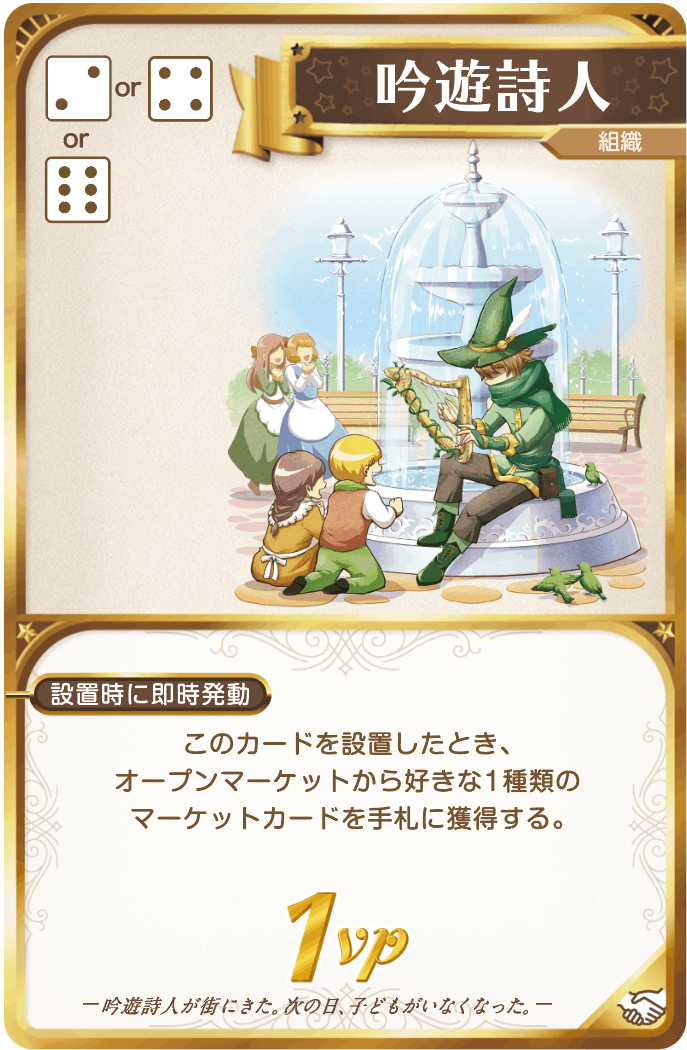 or
吟遊詩人
or
組織
設置時に即時発動
このカードを設置したとき、
オープンマーケットから好きな1種類の
マーケットカードを手札に獲得する。
1vp
－吟遊詩人が街にきた。次の日、子どもがいなくなった。－